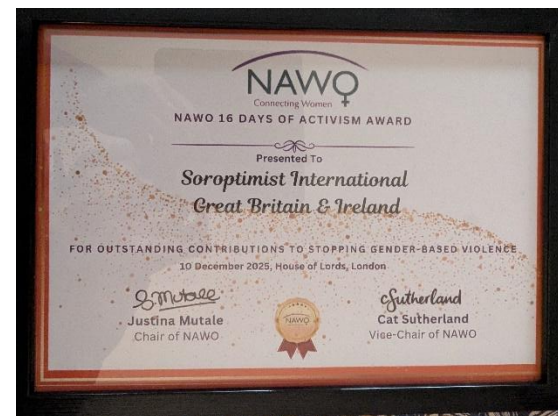 NAWO
Connecting Women
NAWO 16 DAYS OF ACTIVISM AWARD
Presented To
Soroptimist International
Great Britain & Ireland
FOR OUTSTANDING CONTRIBUTIONS TO STOPPING GENDER-BASED VIOLENCE
10 December 2025, House of Lords, London
S.Mutale
cSutherland
Justina Mutale
Cat Sutherland
Chair of NAWO
Vice-Chair of NAWO
NAWO